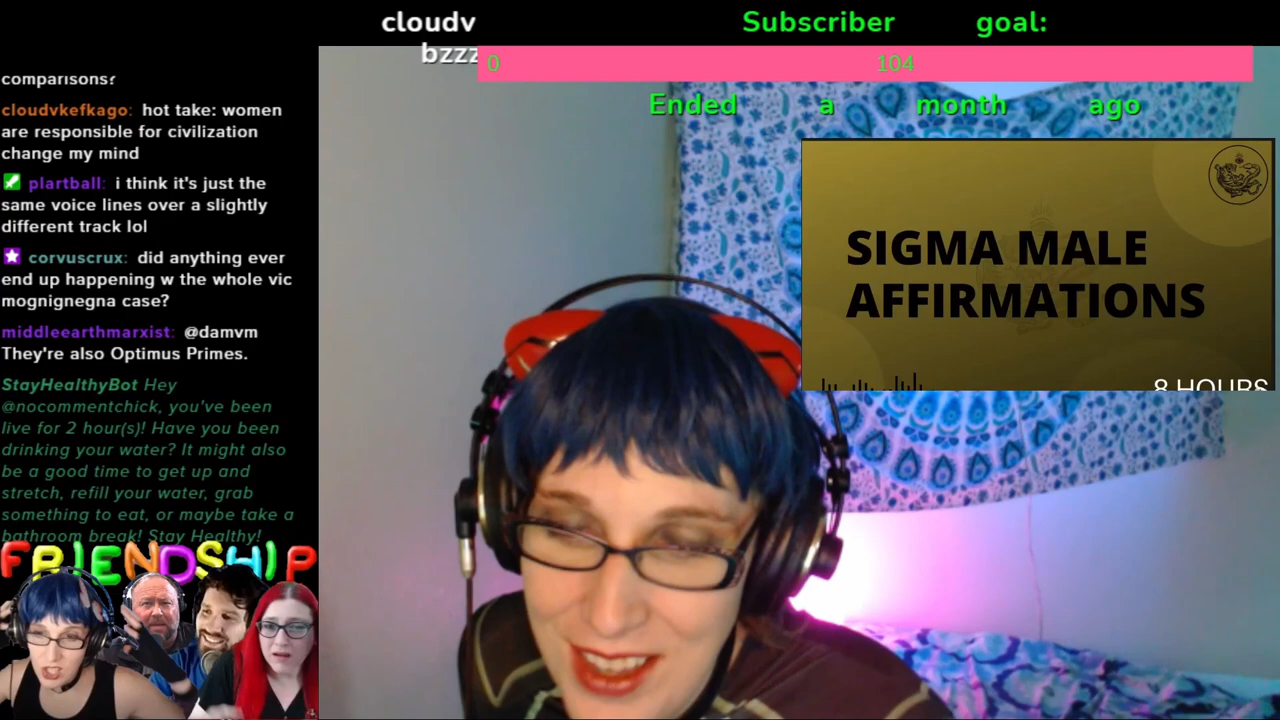 cloudv
bzzz
Subscriber goal:
0 104
Ended a month ago
comparisons?
cloudvkefkago: hot take: women
are responsible for civilization
change my mind
plartball: i think it's just the
same voice lines over a slightly
different track lol
corvuscrux: did anything ever
end up happening w the whole vic
mognignegna case?
middleearthmarxist: @damvm
They're also Optimus Primes.
StayHealthyBot Hey
@nocommentchick, you've been
live for 2 hour(s)! Have you been
drinking your water? It might also
be a good time to get up and
stretch, refill your water, grab
something to eat, or maybe take a
bathroom break! Stay Healthy!
FRIENDSHIP
SIGMA MALE
AFFIRMATIONS
8 HOURS